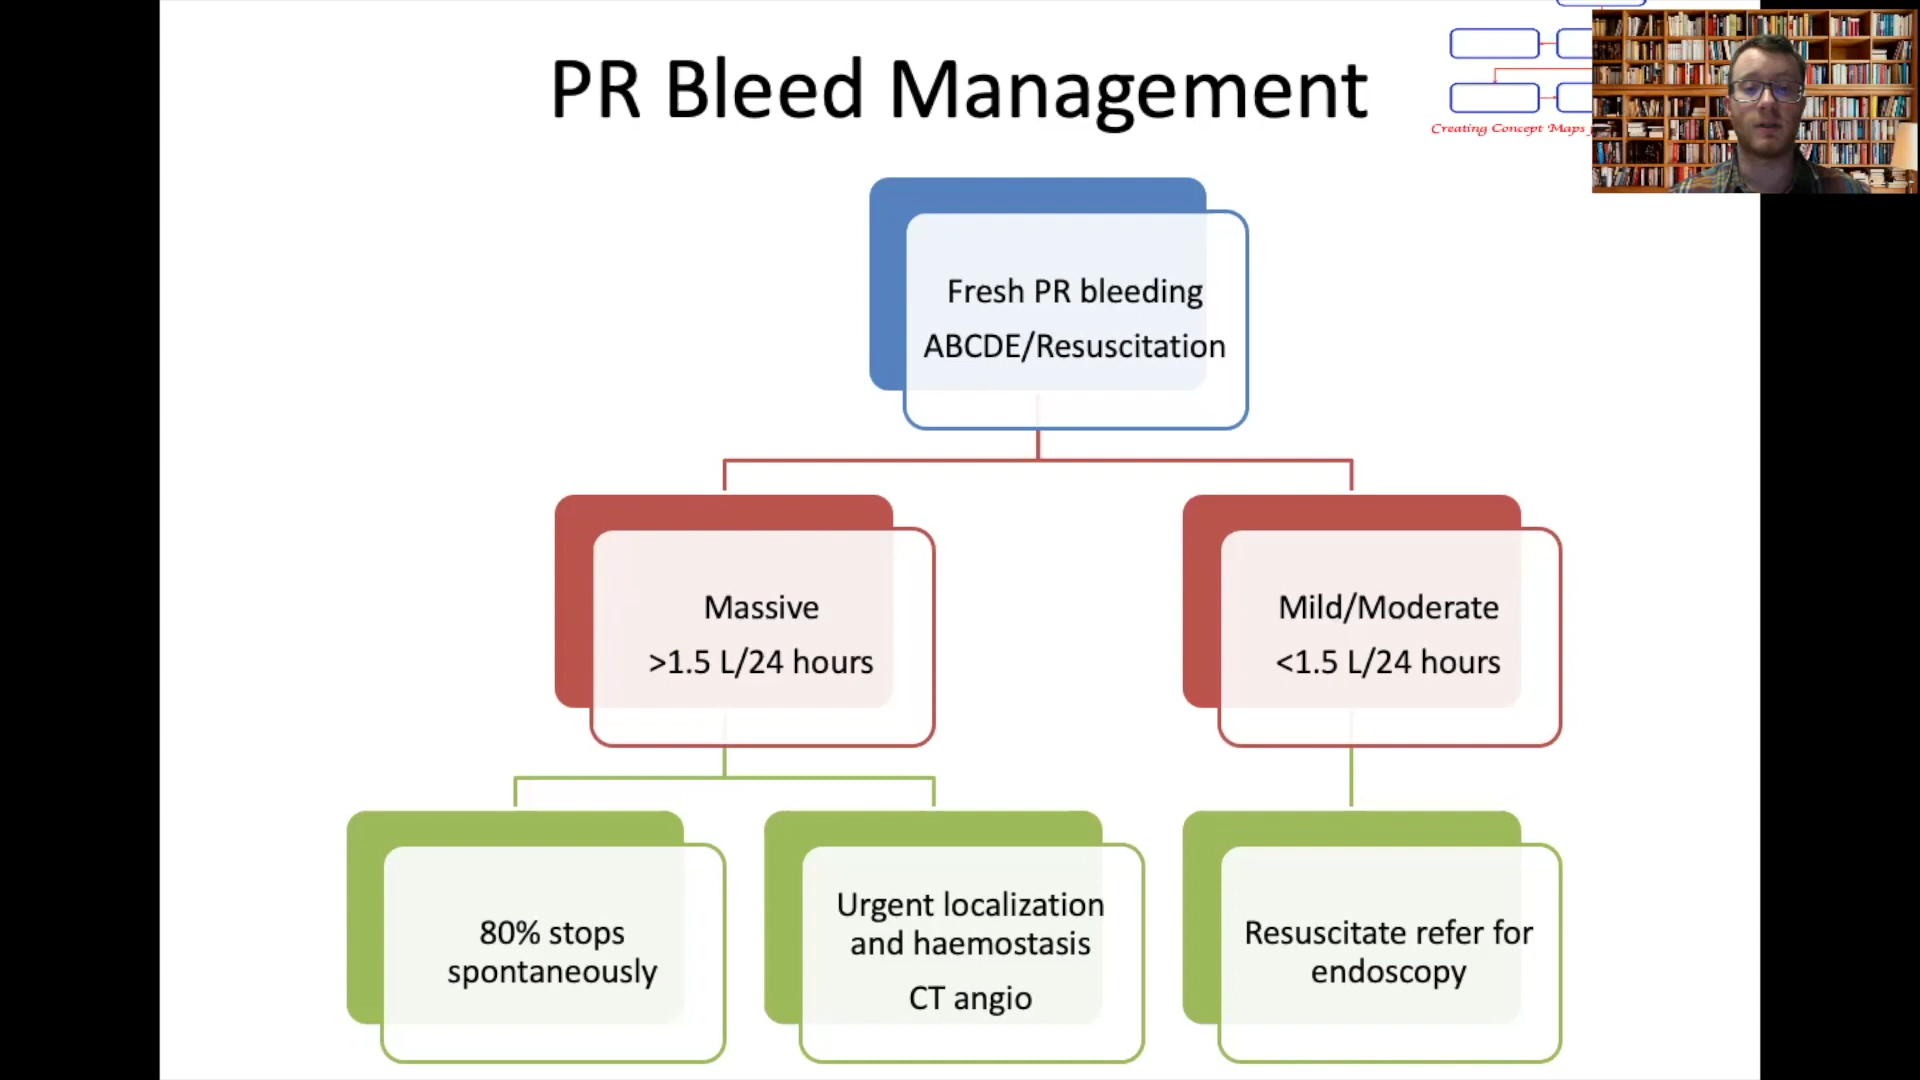 PR Bleed Management
Creating Concept Maps
Fresh PR bleeding
ABCDE/Resuscitation
Massive
>1.5 L/24 hours
Mild/Moderate
<1.5 L/24 hours
80% stops
spontaneously
Urgent localization
and haemostasis
CT angio
Resuscitate refer for
endoscopy